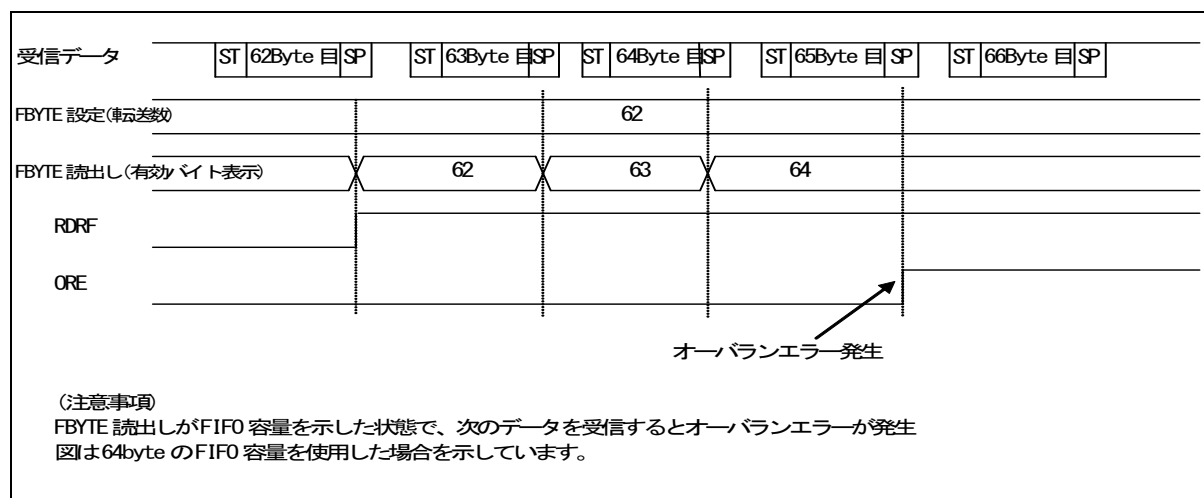 受信データ ST 62Byte 目 SP ST 63Byte 目 SP ST 64Byte 目 SP ST 65Byte 目 SP ST 66Byte 目 SP
FBYTE 設定(転送数) 62
FBYTE 読出し(有効バイト表示) 62 63 64
RDRF
ORE
オーバランエラー発生
(注意事項)
FBYTE 読出しがFIFO 容量を示した状態で、次のデータを受信するとオーバランエラーが発生
図は64byte のFIFO 容量を使用した場合を示しています。